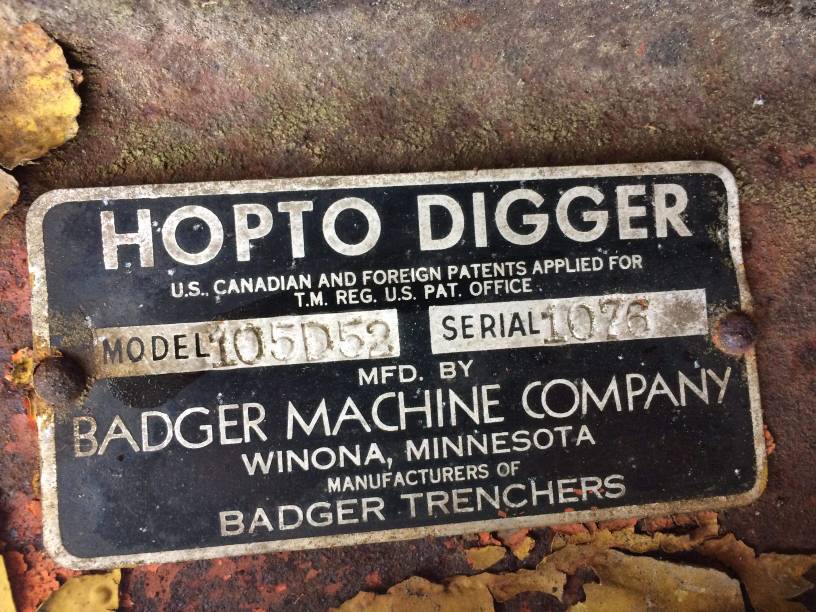 HOPTO DIGGER
U.S., CANADIAN AND FOREIGN PATENTS APPLIED FOR
T.M. REG. U.S. PAT. OFFICE
MODEL 105D52 SERIAL 1076
MFD. BY
BADGER MACHINE COMPANY
WINONA, MINNESOTA
MANUFACTURERS OF
BADGER TRENCHERS